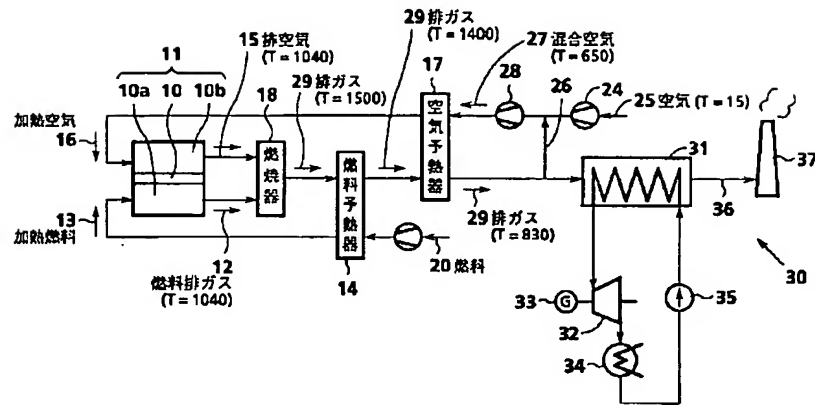 11
10a 10 10b
加熱空気
16
13
加熱燃料
15 排空気
(T = 1040)
18
燃焼器
12
燃料排ガス
(T = 1040)
29 排ガス
(T = 1500)
燃料予熱器
14
29 排ガス
(T = 1400)
20 燃料
17
空気予熱器
27 混合空気
(T = 650)
28
26
24
25 空気 (T = 15)
29 排ガス
(T = 830)
31
37
36
30
33
G
32
34
35